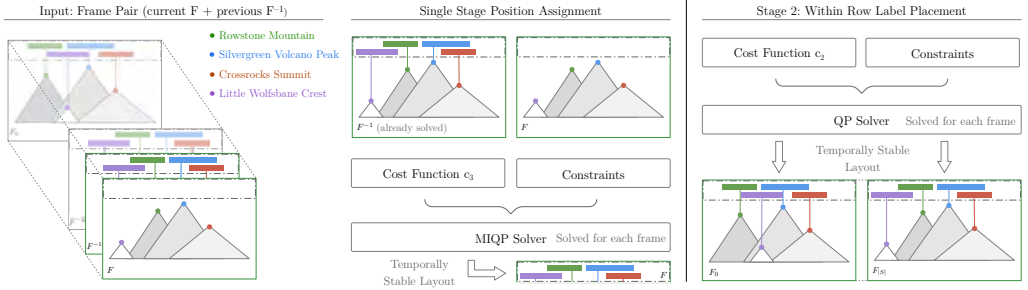 Input: Frame Pair (current F + previous F⁻¹)
Rowstone Mountain
Silvergreen Volcano Peak
Crossrocks Summit
Little Wolfsbane Crest
F₀
F⁻¹
F
Single Stage Position Assignment
F⁻¹ (already solved)
F
Cost Function c₃
Constraints
MIQP Solver Solved for each frame
Temporally
Stable Layout
F
Stage 2: Within Row Label Placement
Cost Function c₂
Constraints
QP Solver Solved for each frame
Temporally Stable
Layout
F₀
F|S|